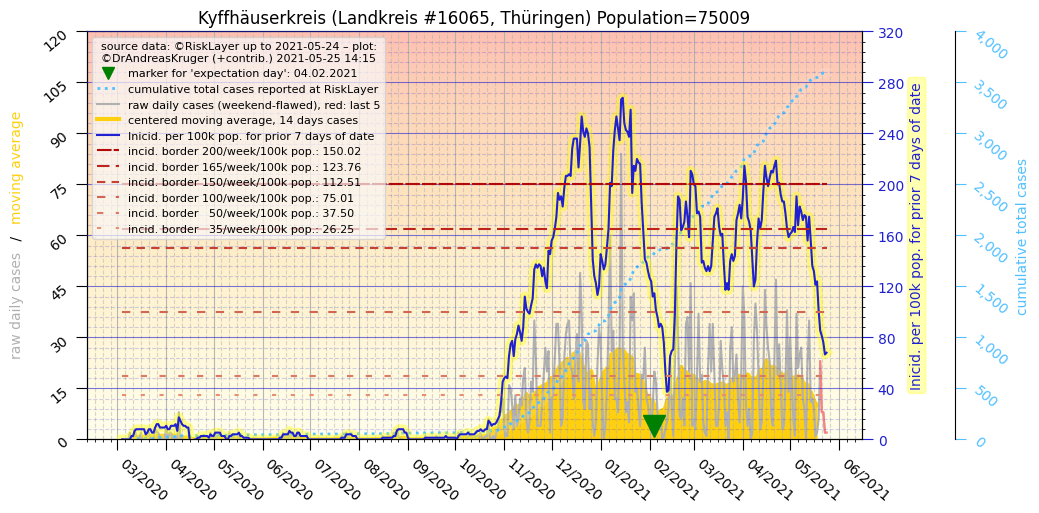 Kyffhäuserkreis (Landkreis #16065, Thüringen) Population=75009
source data: ©RiskLayer up to 2021-05-24 – plot:
©DrAndreasKruger (+contrib.) 2021-05-25 14:15
marker for 'expectation day': 04.02.2021
cumulative total cases reported at RiskLayer
raw daily cases (weekend-flawed), red: last 5
centered moving average, 14 days cases
Inicid. per 100k pop. for prior 7 days of date
incid. border 200/week/100k pop.: 150.02
incid. border 165/week/100k pop.: 123.76
incid. border 150/week/100k pop.: 112.51
incid. border 100/week/100k pop.: 75.01
incid. border   50/week/100k pop.: 37.50
incid. border   35/week/100k pop.: 26.25
raw daily cases / moving average
120
105
90
75
60
45
30
15
0
03/2020
04/2020
05/2020
06/2020
07/2020
08/2020
09/2020
10/2020
11/2020
12/2020
01/2021
02/2021
03/2021
04/2021
05/2021
06/2021
320
280
240
200
160
120
80
40
0
Inicid. per 100k pop. for prior 7 days of date
4,000
3,500
3,000
2,500
2,000
1,500
1,000
500
0
cumulative total cases